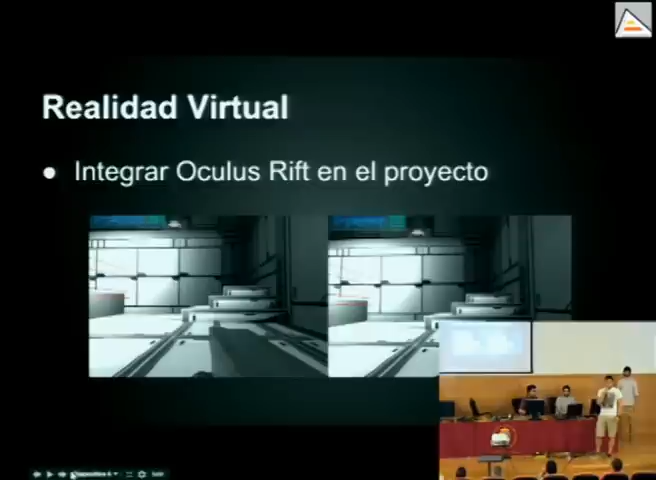 Realidad Virtual
● Integrar Oculus Rift en el proyecto